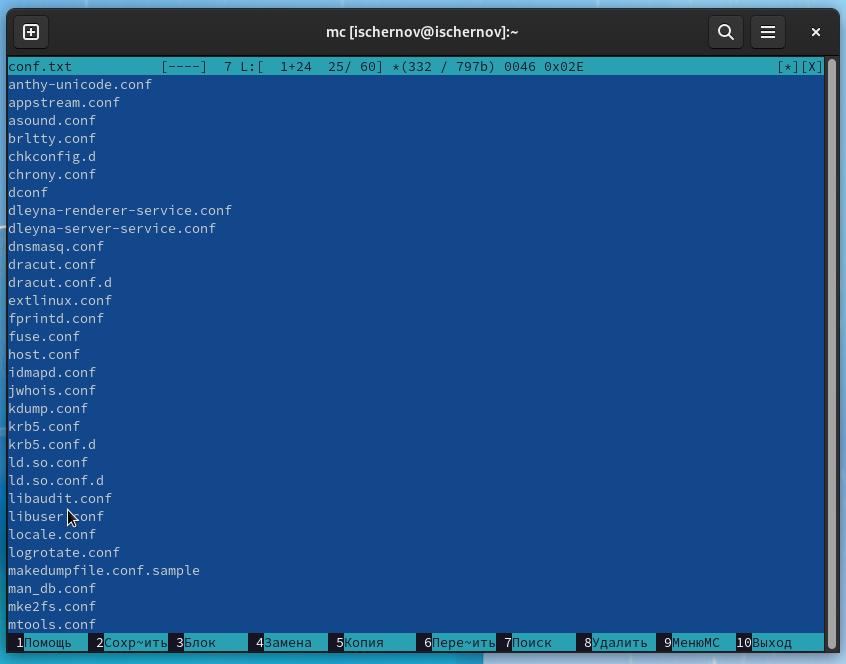 mc [ischernov@ischernov]:~
conf.txt [----] 7 L:[ 1+24 25/ 60] *(332 / 797b) 0046 0x02E [*][X]
anthy-unicode.conf
appstream.conf
asound.conf
brltty.conf
chkconfig.d
chrony.conf
dconf
dleyna-renderer-service.conf
dleyna-server-service.conf
dnsmasq.conf
dracut.conf
dracut.conf.d
extlinux.conf
fprintd.conf
fuse.conf
host.conf
idmapd.conf
jwhois.conf
kdump.conf
krb5.conf
krb5.conf.d
ld.so.conf
ld.so.conf.d
libaudit.conf
libuser.conf
locale.conf
logrotate.conf
makedumpfile.conf.sample
man_db.conf
mke2fs.conf
mtools.conf
1Помощь 2Сохр~ить 3Блок 4Замена 5Копия 6Пере~ить 7Поиск 8Удалить 9МенюMC 10Выход